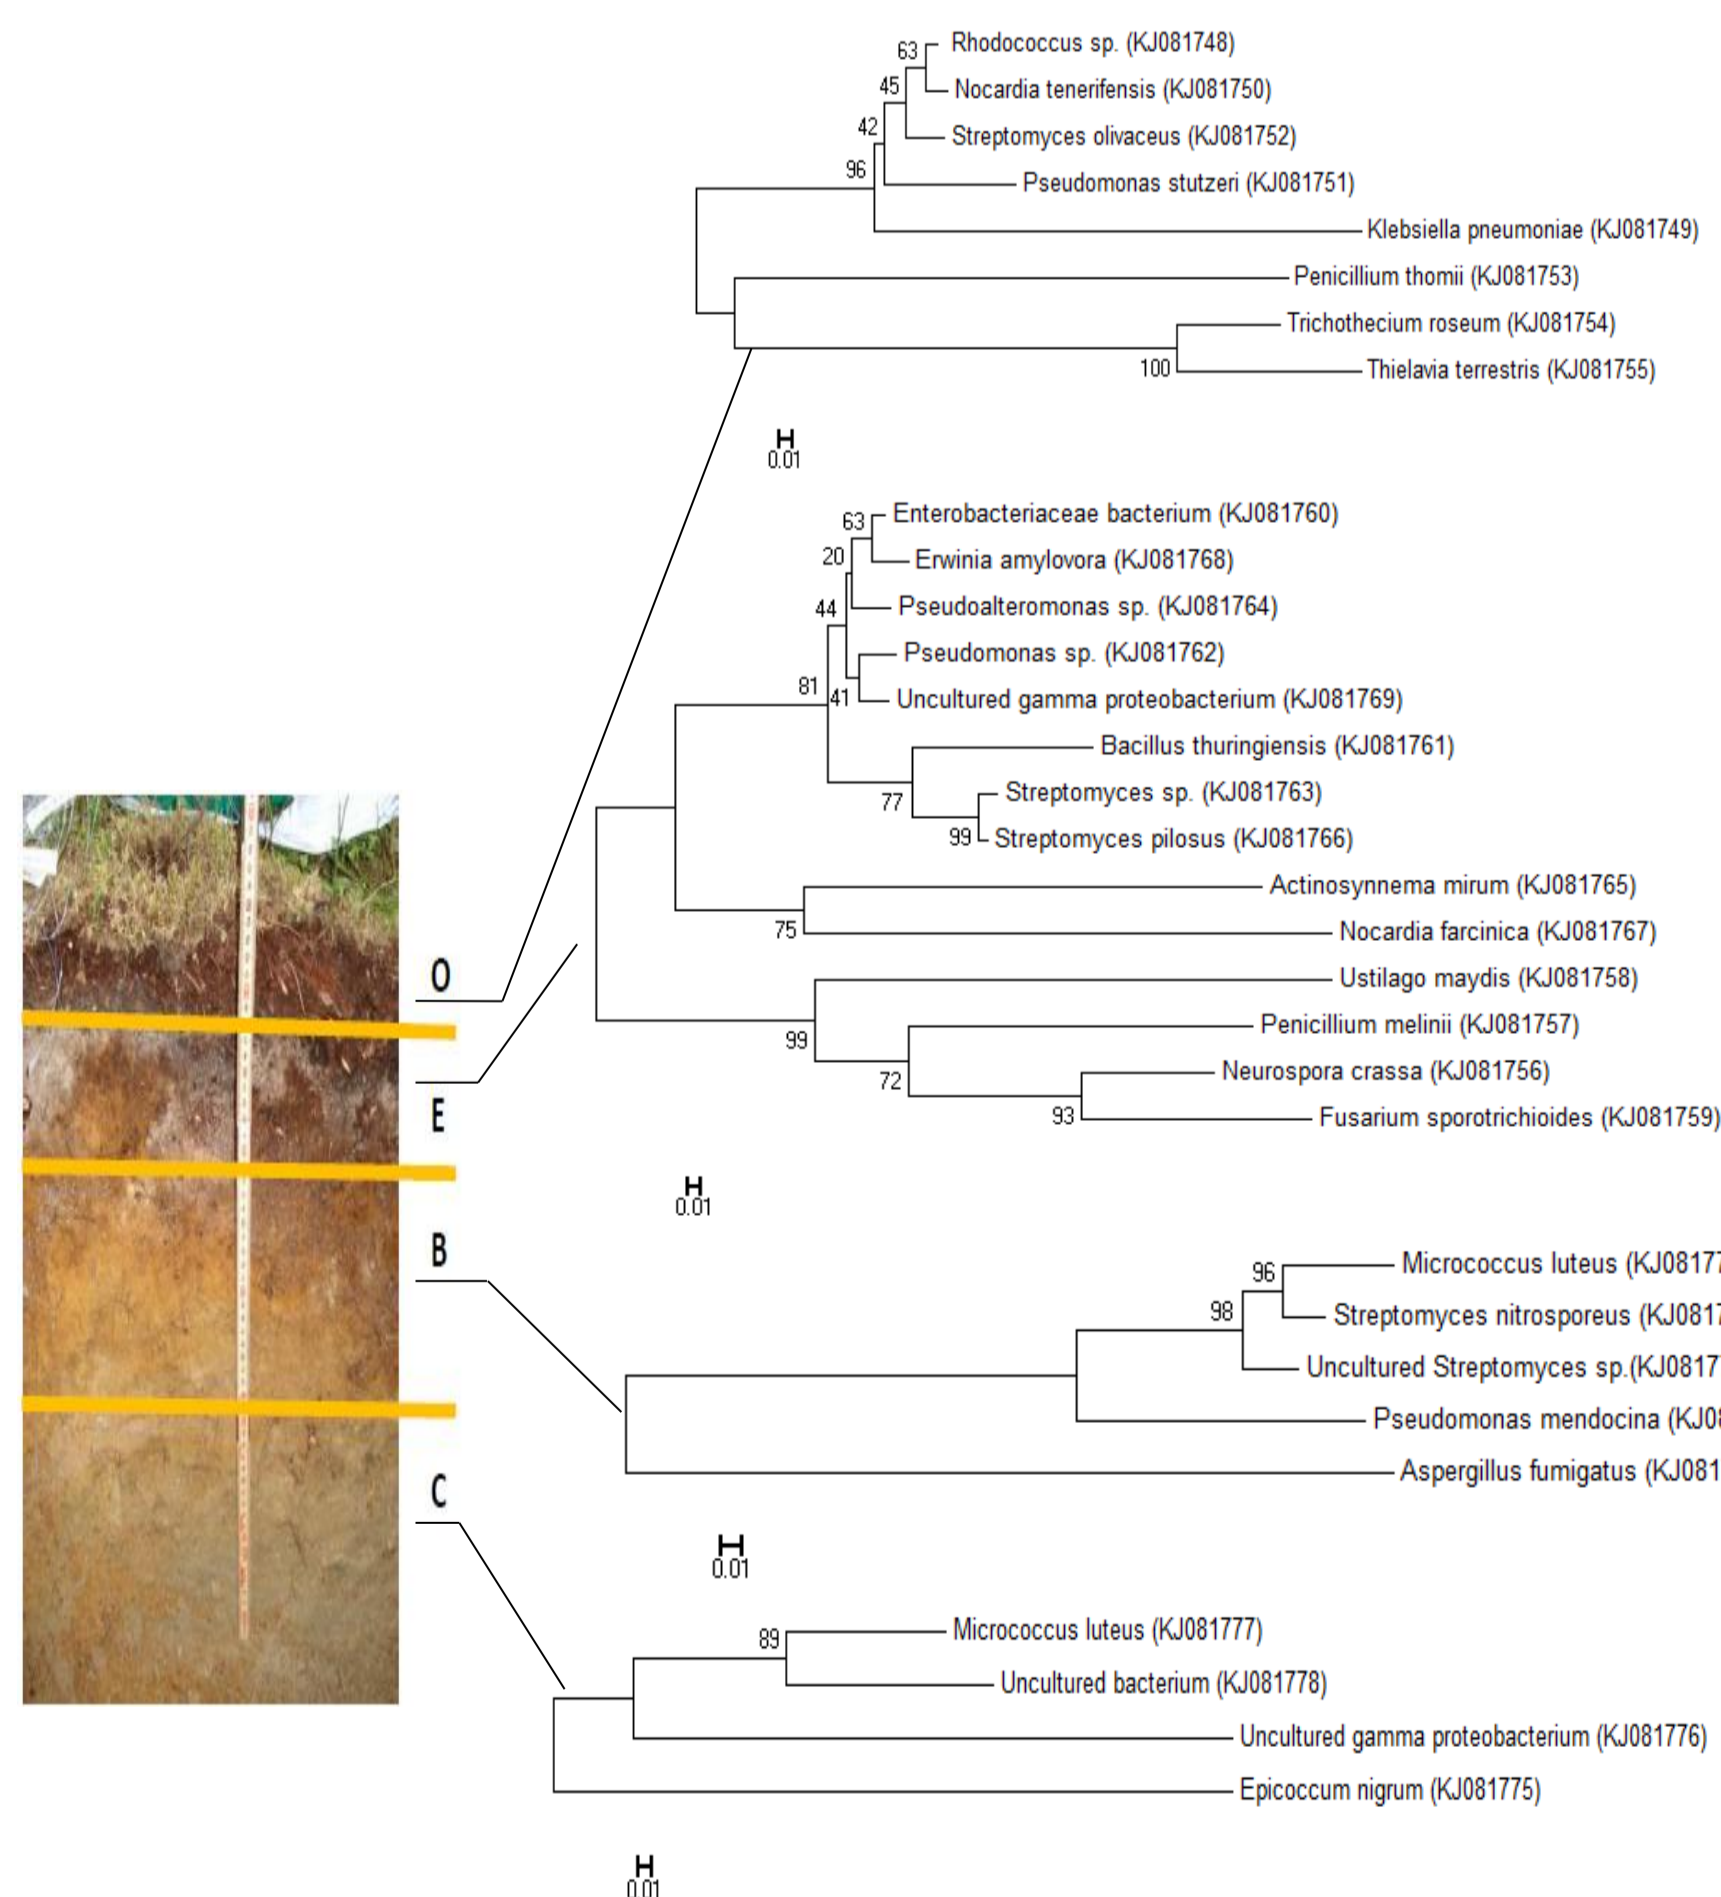 63 Rhodococcus sp. (KJ081748)
45 Nocardia tenerifensis (KJ081750)
42 Streptomyces olivaceus (KJ081752)
96 Pseudomonas stutzeri (KJ081751)
Klebsiella pneumoniae (KJ081749)
Penicillium thomii (KJ081753)
Trichothecium roseum (KJ081754)
100 Thielavia terrestris (KJ081755)
0.01
63 Enterobacteriaceae bacterium (KJ081760)
20 Erwinia amylovora (KJ081768)
44 Pseudoalteromonas sp. (KJ081764)
Pseudomonas sp. (KJ081762)
81 41 Uncultured gamma proteobacterium (KJ081769)
Bacillus thuringiensis (KJ081761)
77 Streptomyces sp. (KJ081763)
99 Streptomyces pilosus (KJ081766)
Actinosynnema mirum (KJ081765)
75 Nocardia farcinica (KJ081767)
O
Ustilago maydis (KJ081758)
99 Penicillium melinii (KJ081757)
72 Neurospora crassa (KJ081756)
E
93 Fusarium sporotrichioides (KJ081759)
0.01
B
96 Micrococcus luteus (KJ08177
98 Streptomyces nitrosporeus (KJ0817
Uncultured Streptomyces sp.(KJ0817
Pseudomonas mendocina (KJ08
Aspergillus fumigatus (KJ081
C
0.01
89 Micrococcus luteus (KJ081777)
Uncultured bacterium (KJ081778)
Uncultured gamma proteobacterium (KJ081776)
Epicoccum nigrum (KJ081775)
0.01